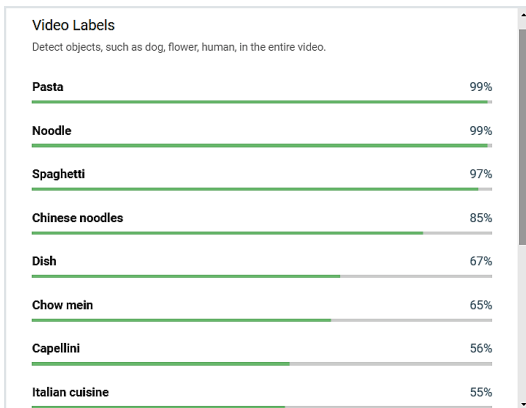 Video Labels
Detect objects, such as dog, flower, human, in the entire video.
Pasta 99%
Noodle 99%
Spaghetti 97%
Chinese noodles 85%
Dish 67%
Chow mein 65%
Capellini 56%
Italian cuisine 55%